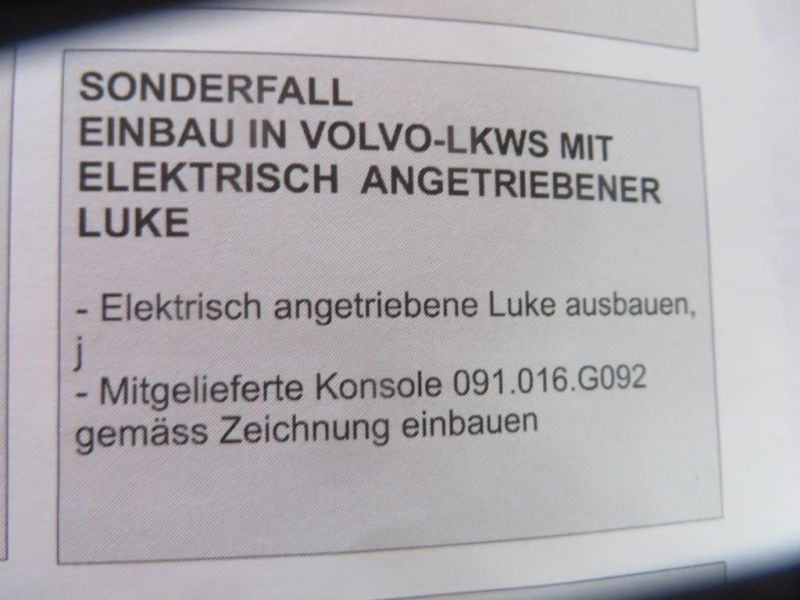 SONDERFALL
EINBAU IN VOLVO-LKWS MIT
ELEKTRISCH ANGETRIEBENER
LUKE
- Elektrisch angetriebene Luke ausbauen,
j
- Mitgelieferte Konsole 091.016.G092
gemäss Zeichnung einbauen